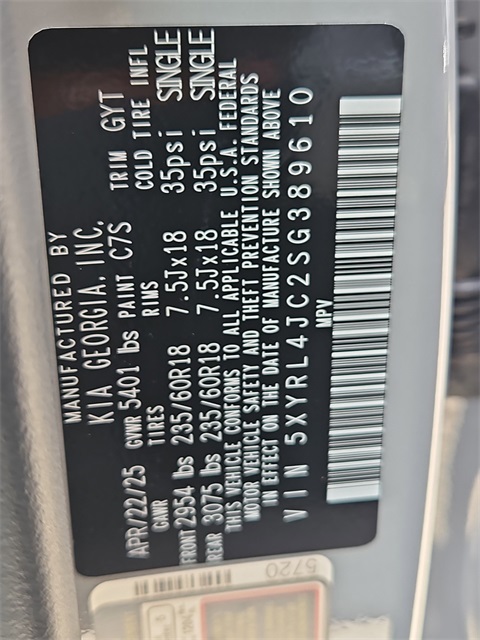 MANUFACTURED BY
KIA GEORGIA, INC.
APR/22/25 GVWR 5401 lbs PAINT C7S TRIM GYT
GAWR TIRES RIMS COLD TIRE INFL
FRONT 2954 lbs 235/60R18 7.5Jx18 35psi SINGLE
REAR 3075 lbs 235/60R18 7.5Jx18 35psi SINGLE
THIS VEHICLE CONFORMS TO ALL APPLICABLE U.S.A. FEDERAL
MOTOR VEHICLE SAFETY AND THEFT PREVENTION STANDARDS
IN EFFECT ON THE DATE OF MANUFACTURE SHOWN ABOVE
VIN 5XYRL4JC2SG389610
MPV
5720